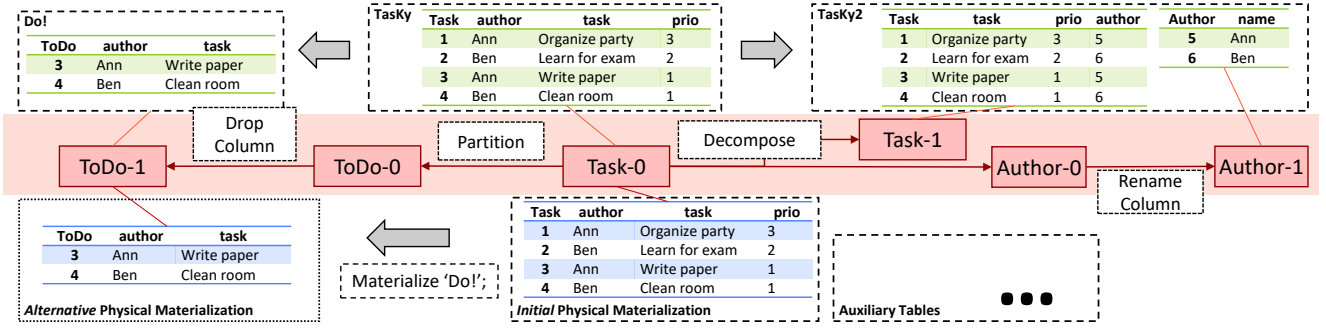 Do!
ToDo author task
3 Ann Write paper
4 Ben Clean room
TasKy
Task author task prio
1 Ann Organize party 3
2 Ben Learn for exam 2
3 Ann Write paper 1
4 Ben Clean room 1
TasKy2
Task task prio author
1 Organize party 3 5
2 Learn for exam 2 6
3 Write paper 1 5
4 Clean room 1 6
Author name
5 Ann
6 Ben
Drop
Column
Partition
Decompose
Rename
Column
ToDo-1
ToDo-0
Task-0
Task-1
Author-0
Author-1
ToDo author task
3 Ann Write paper
4 Ben Clean room
Alternative Physical Materialization
Materialize ‘Do!’;
Task author task prio
1 Ann Organize party 3
2 Ben Learn for exam 2
3 Ann Write paper 1
4 Ben Clean room 1
Initial Physical Materialization
Auxiliary Tables
...